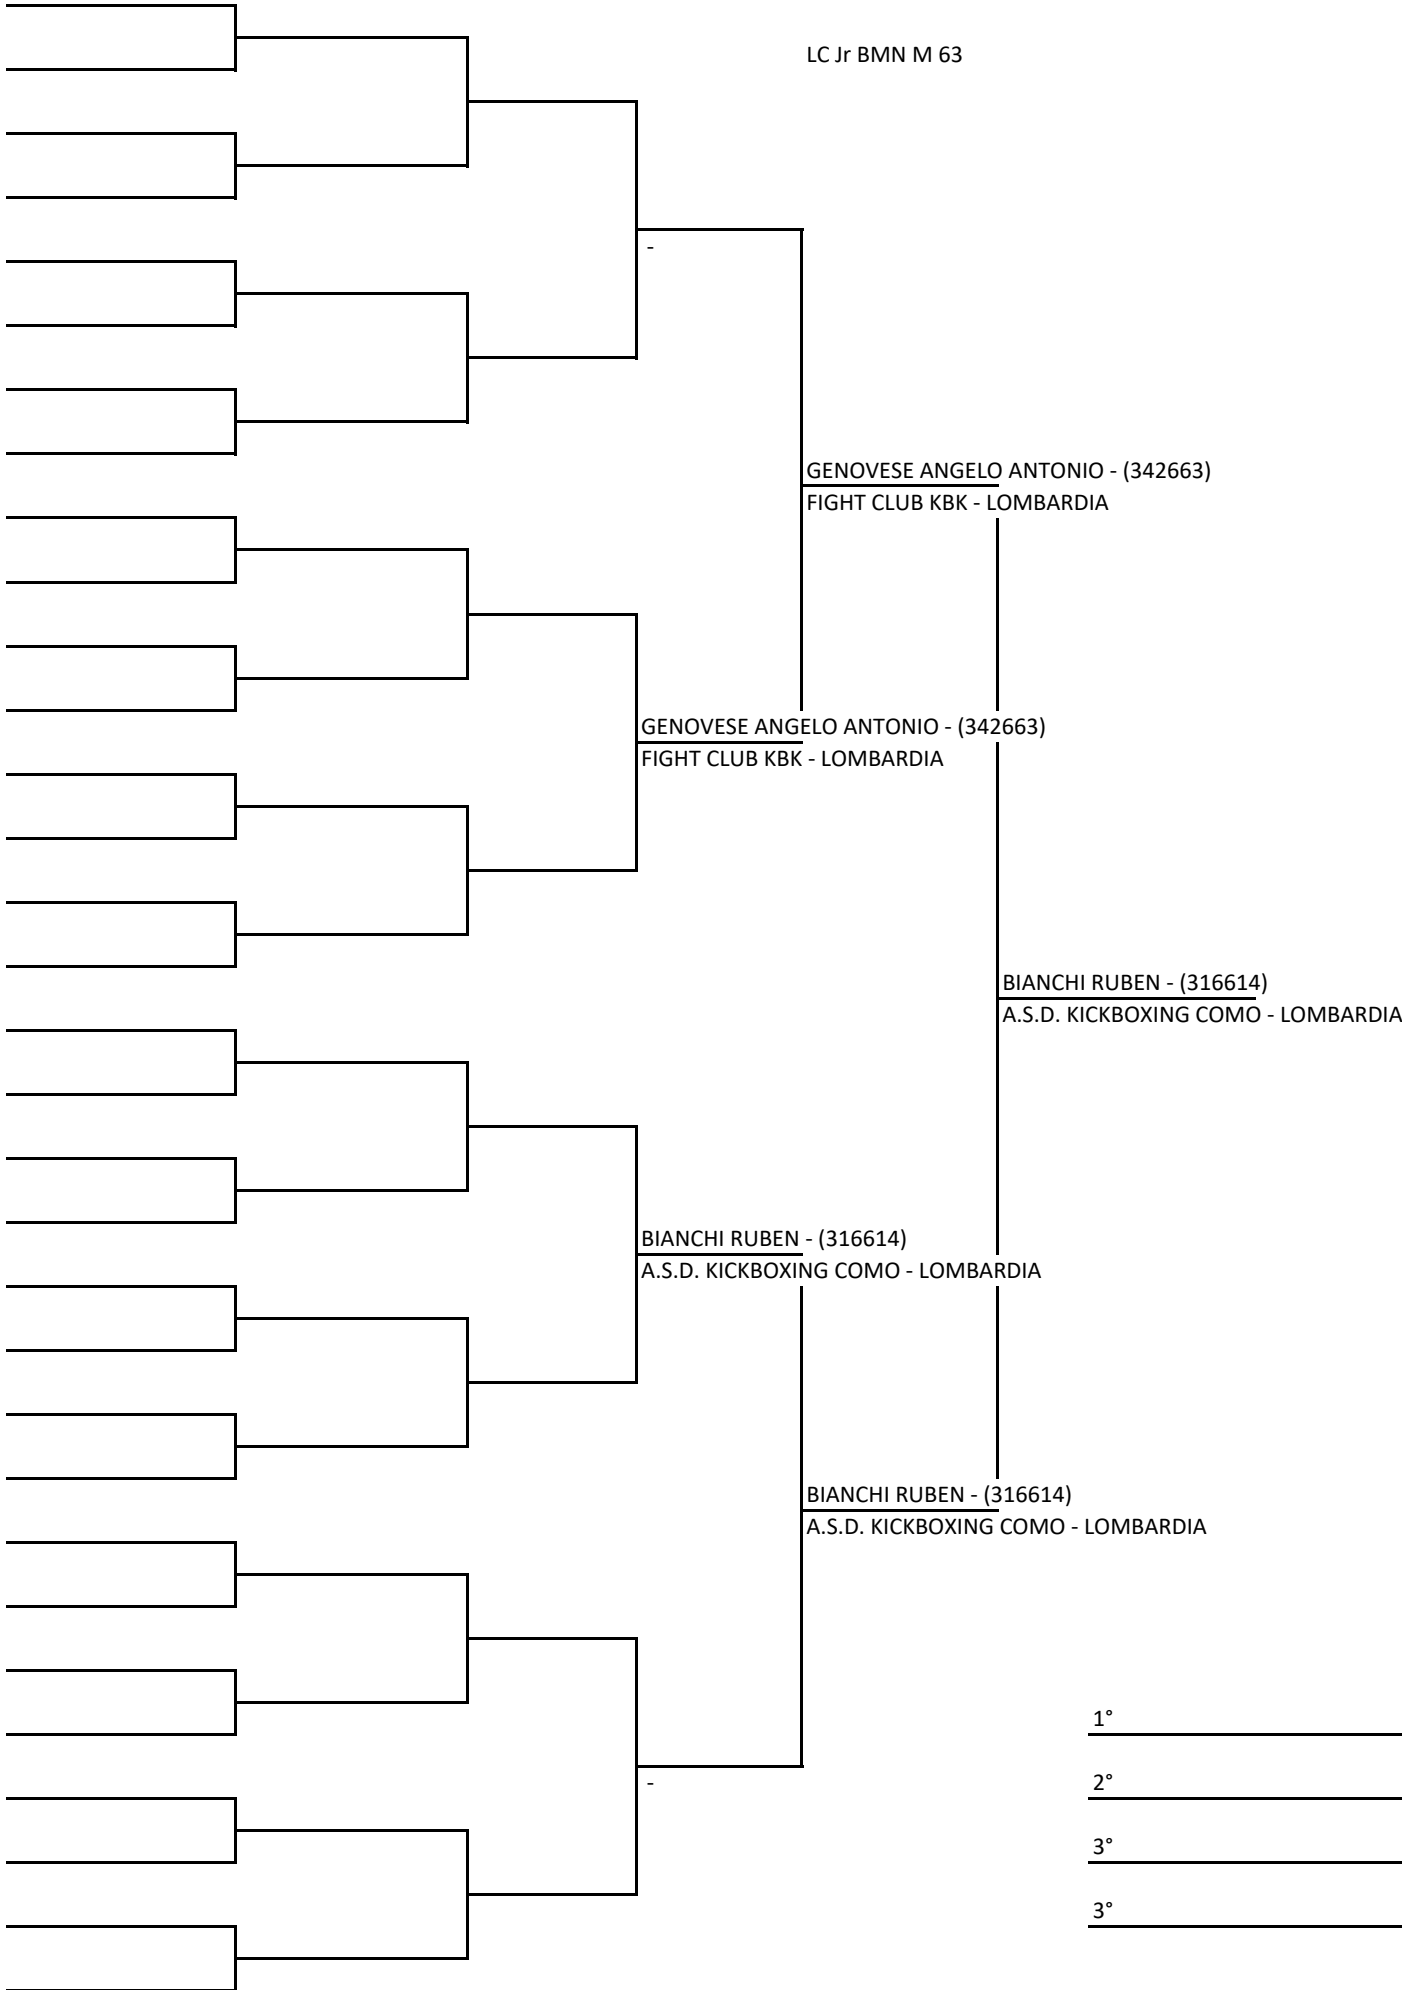 LC Jr BMN M 63
-
GENOVESE ANGELO ANTONIO - (342663)
FIGHT CLUB KBK - LOMBARDIA
GENOVESE ANGELO ANTONIO - (342663)
FIGHT CLUB KBK - LOMBARDIA
BIANCHI RUBEN - (316614)
A.S.D. KICKBOXING COMO - LOMBARDIA
BIANCHI RUBEN - (316614)
A.S.D. KICKBOXING COMO - LOMBARDIA
BIANCHI RUBEN - (316614)
A.S.D. KICKBOXING COMO - LOMBARDIA
1°
-
2°
3°
3°